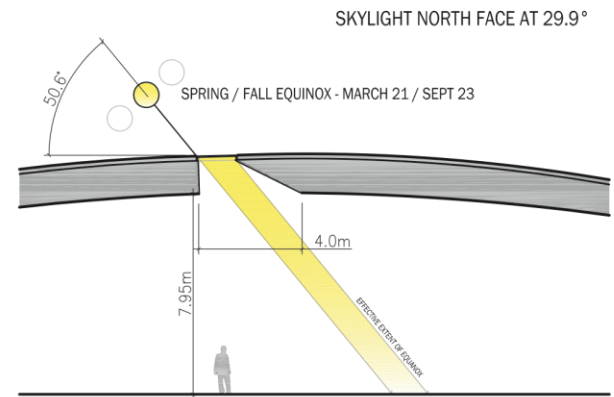 SKYLIGHT NORTH FACE AT 29.9°
50.6°
SPRING / FALL EQUINOX - MARCH 21 / SEPT 23
4.0m
7.95m
EFFECTIVE EXTENT OF EQUANOX